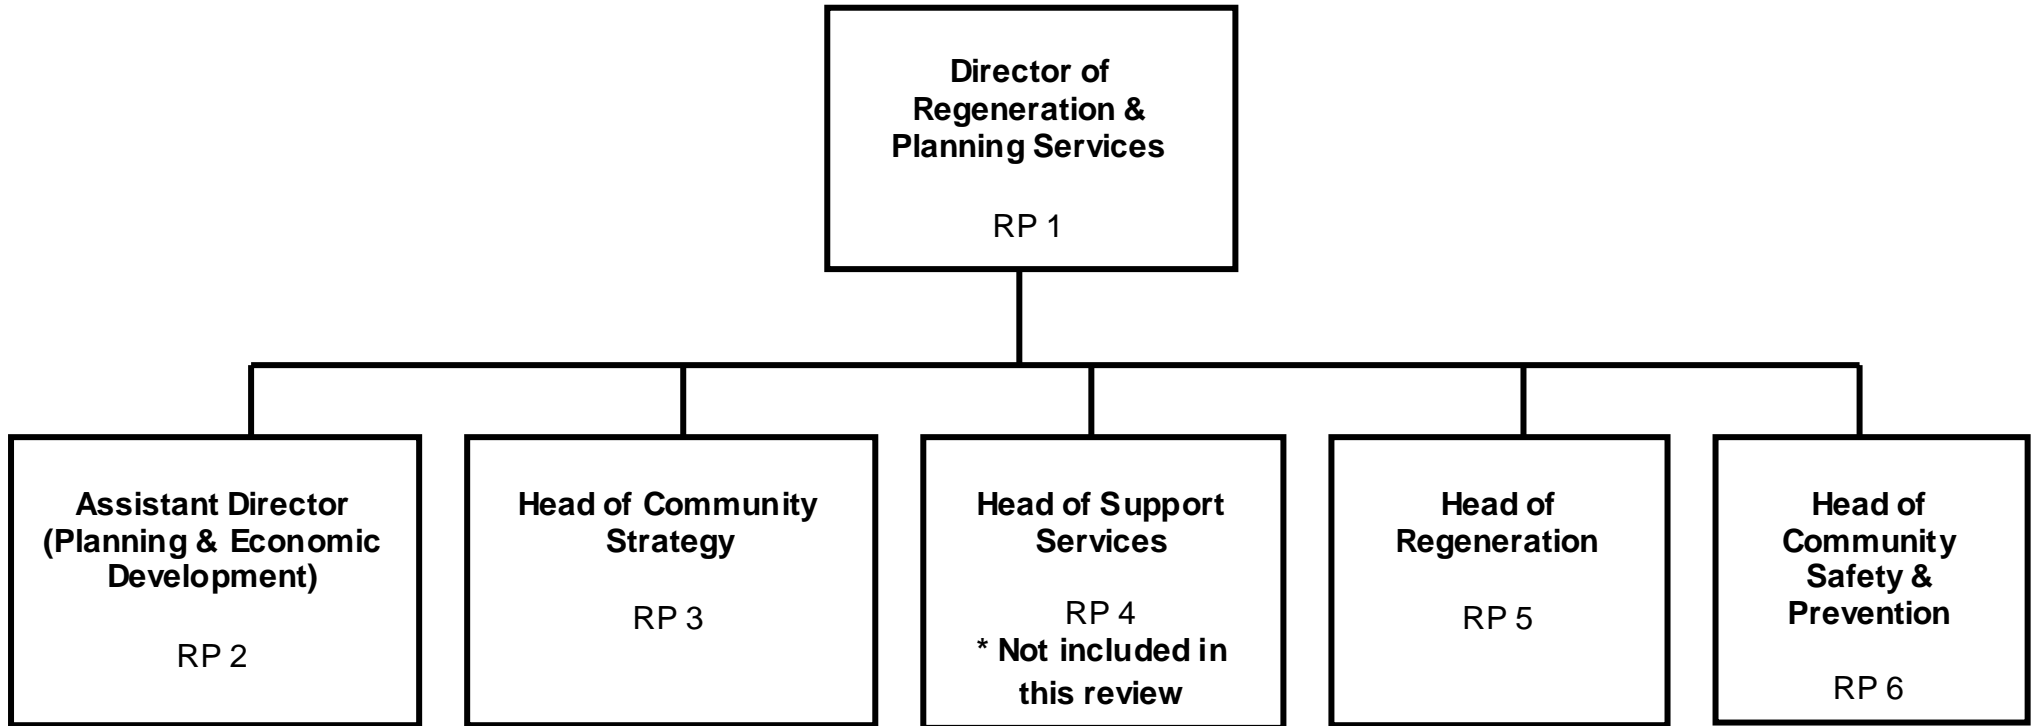 Director of
Regeneration &
Planning Services
RP 1
Assistant Director
(Planning & Economic
Development)
RP 2
Head of Community
Strategy
RP 3
Head of Support
Services
RP 4
* Not included in
this review
Head of
Regeneration
RP 5
Head of
Community
Safety &
Prevention
RP 6